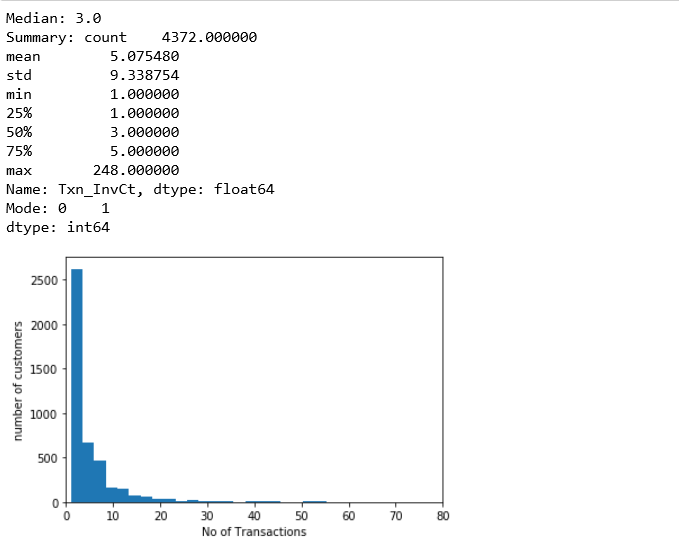 Median: 3.0
Summary: count    4372.000000
mean        5.075480
std         9.338754
min         1.000000
25%         1.000000
50%         3.000000
75%         5.000000
max       248.000000
Name: Txn_InvCt, dtype: float64
Mode: 0    1
dtype: int64
2500
2000
1500
1000
500
0
number of customers
0 10 20 30 40 50 60 70 80
No of Transactions